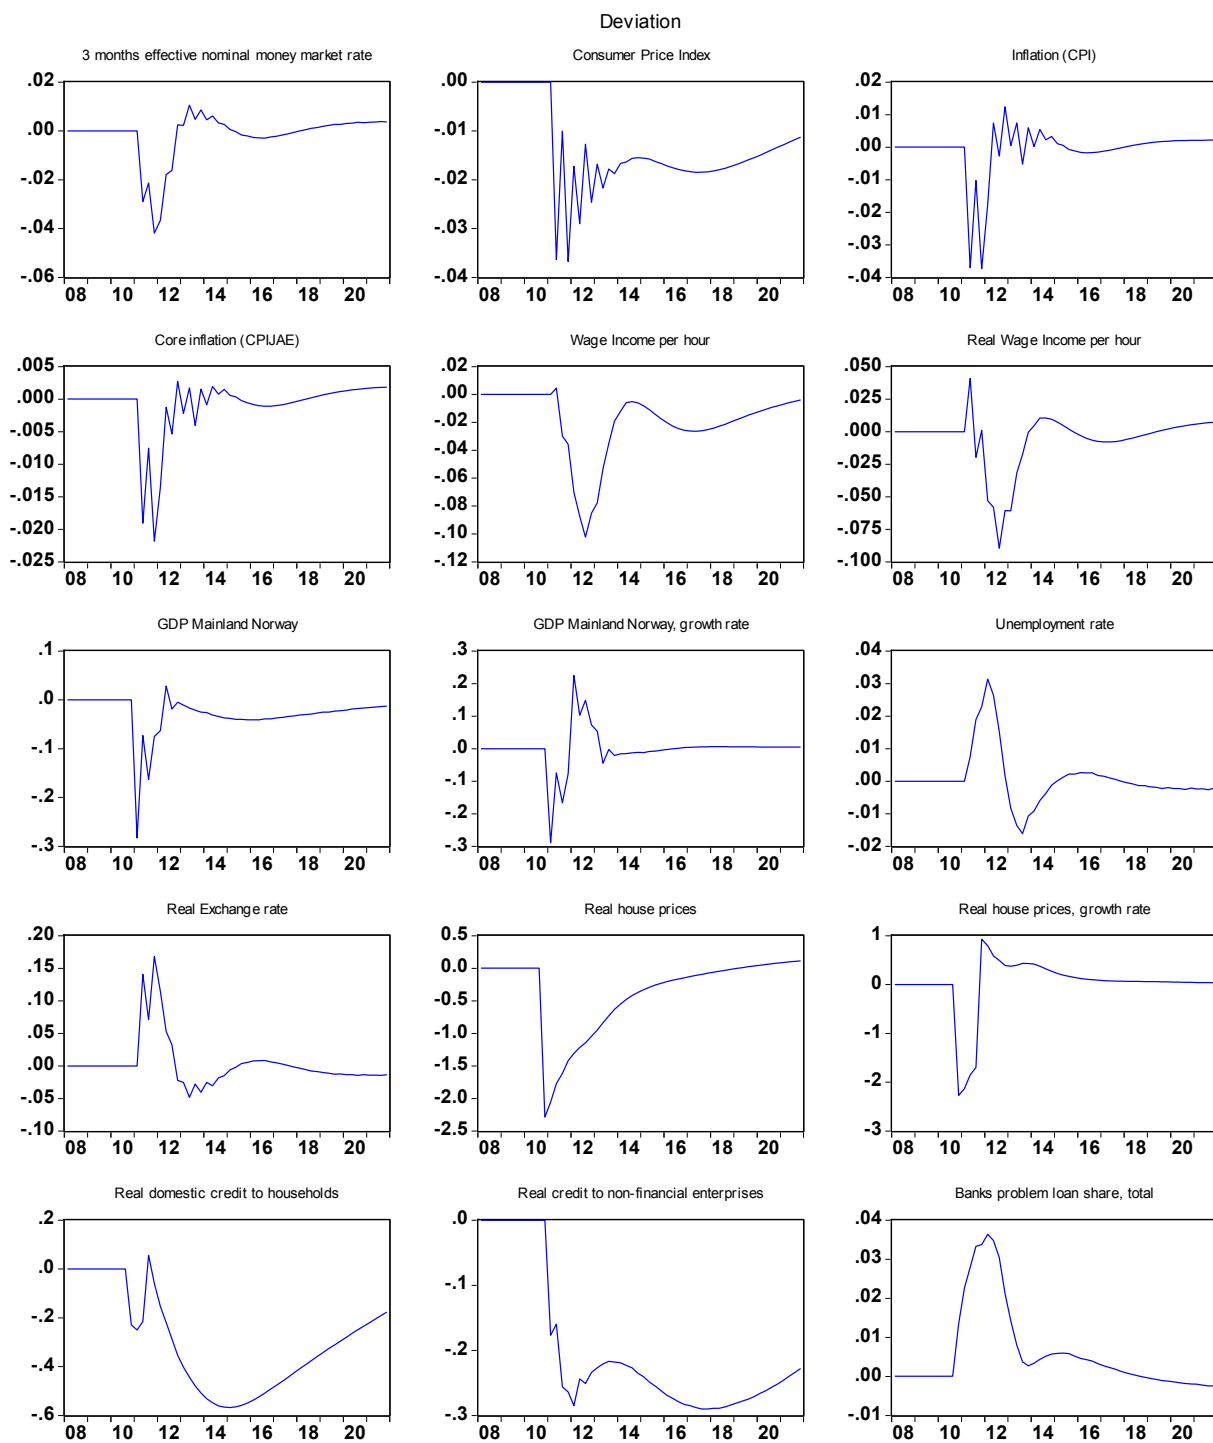 Deviation
3 months effective nominal money market rate
.02
.00
-.02
-.04
-.06
08 10 12 14 16 18 20
Consumer Price Index
.00
-.01
-.02
-.03
-.04
08 10 12 14 16 18 20
Inflation (CPI)
.02
.01
.00
-.01
-.02
-.03
-.04
08 10 12 14 16 18 20
Core inflation (CPIJAE)
.005
.000
-.005
-.010
-.015
-.020
-.025
08 10 12 14 16 18 20
Wage Income per hour
.02
.00
-.02
-.04
-.06
-.08
-.10
-.12
08 10 12 14 16 18 20
Real Wage Income per hour
.050
.025
.000
-.025
-.050
-.075
-.100
08 10 12 14 16 18 20
GDP Mainland Norway
.1
.0
-.1
-.2
-.3
08 10 12 14 16 18 20
GDP Mainland Norway, growth rate
.3
.2
.1
.0
-.1
-.2
-.3
08 10 12 14 16 18 20
Unemployment rate
.04
.03
.02
.01
.00
-.01
-.02
08 10 12 14 16 18 20
Real Exchange rate
.20
.15
.10
.05
.00
-.05
-.10
08 10 12 14 16 18 20
Real house prices
0.5
0.0
-0.5
-1.0
-1.5
-2.0
-2.5
08 10 12 14 16 18 20
Real house prices, growth rate
1
0
-1
-2
-3
08 10 12 14 16 18 20
Real domestic credit to households
.2
.0
-.2
-.4
-.6
08 10 12 14 16 18 20
Real credit to non-financial enterprises
.0
-.1
-.2
-.3
08 10 12 14 16 18 20
Banks problem loan share, total
.04
.03
.02
.01
.00
-.01
08 10 12 14 16 18 20